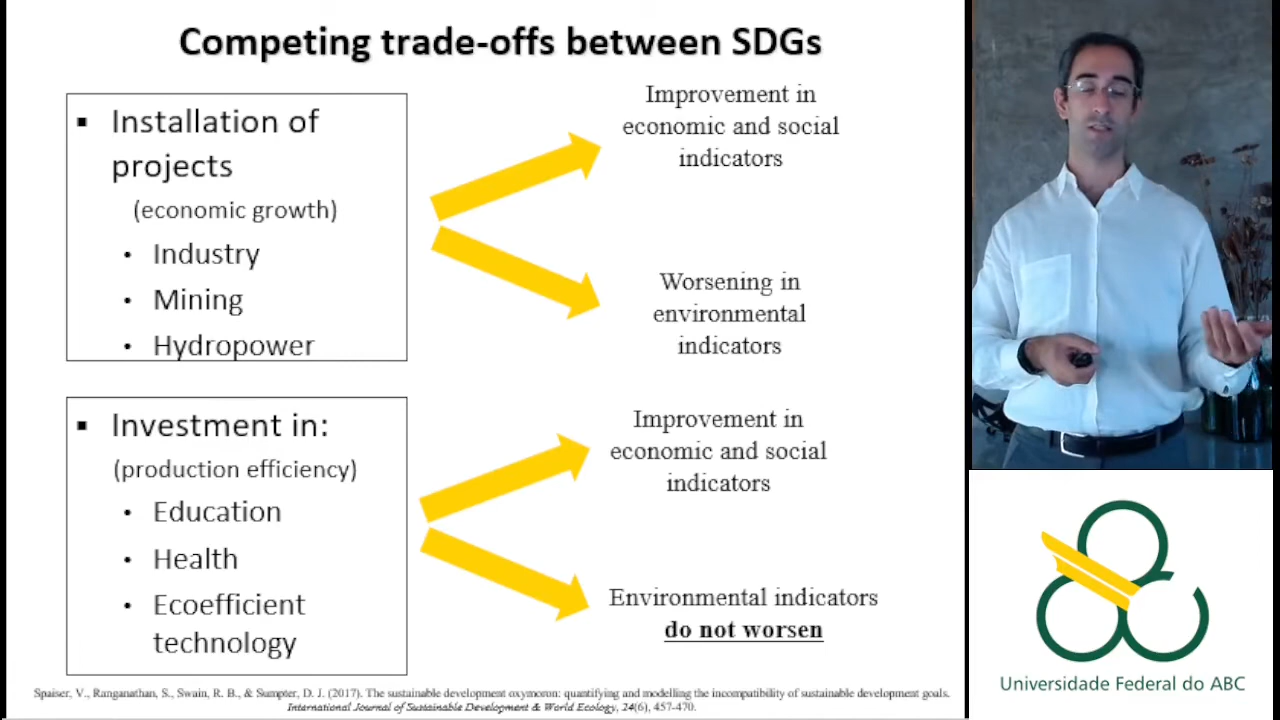 Competing trade-offs between SDGs
▪ Installation of
projects
(economic growth)
• Industry
• Mining
• Hydropower
Improvement in
economic and social
indicators
Worsening in
environmental
indicators
▪ Investment in:
(production efficiency)
• Education
• Health
• Ecoefficient
technology
Improvement in
economic and social
indicators
Environmental indicators
do not worsen
Spaiser, V., Ranganathan, S., Swain, R. B., & Sumpter, D. J. (2017). The sustainable development oxymoron: quantifying and modelling the incompatibility of sustainable development goals.
International Journal of Sustainable Development & World Ecology, 24(6), 457-470.
Universidade Federal do ABC